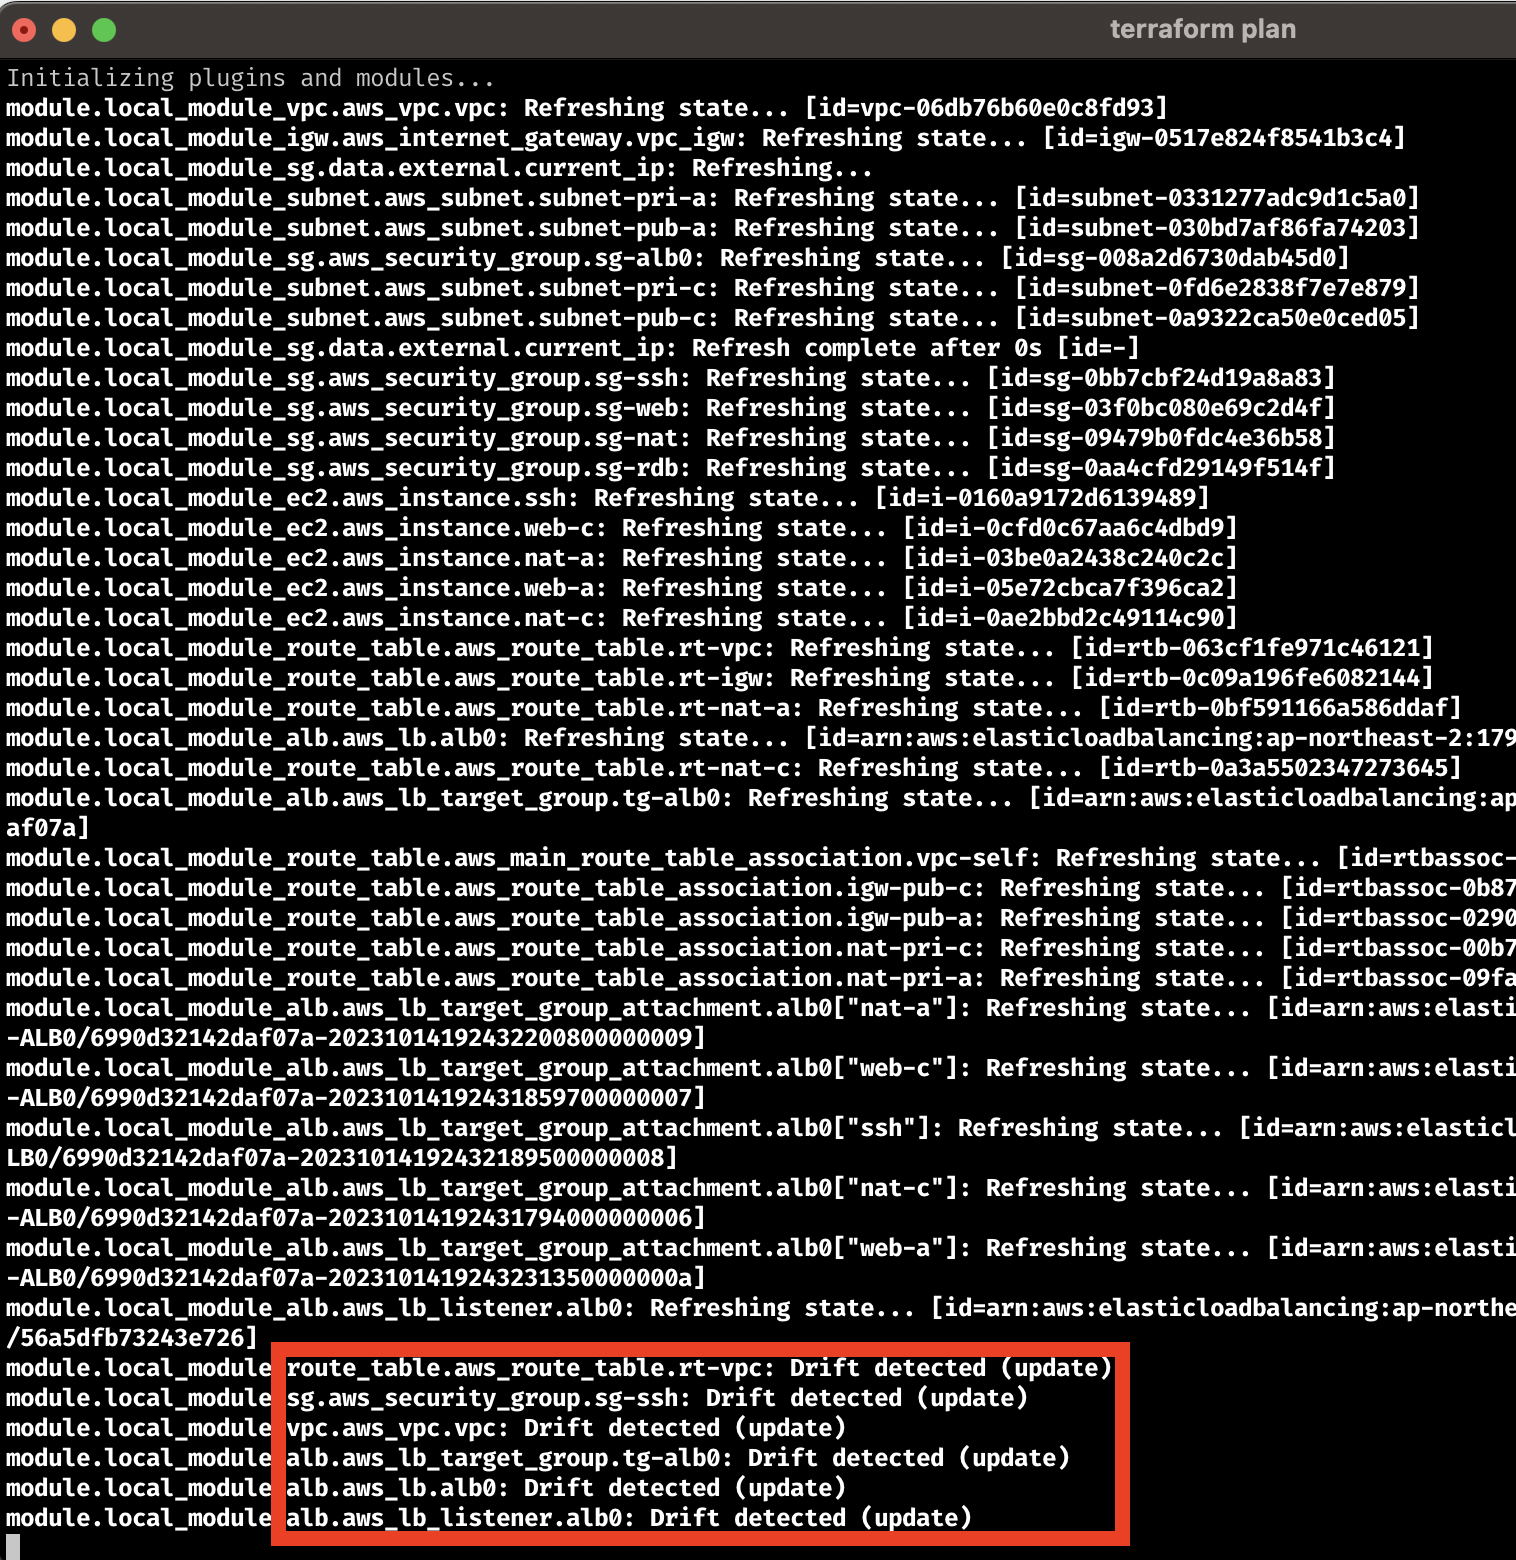 terraform plan
Initializing plugins and modules...
module.local_module_vpc.aws_vpc.vpc: Refreshing state... [id=vpc-06db76b60e0c8fd93]
module.local_module_igw.aws_internet_gateway.vpc_igw: Refreshing state... [id=igw-0517e824f8541b3c4]
module.local_module_sg.data.external.current_ip: Refreshing...
module.local_module_subnet.aws_subnet.subnet-pri-a: Refreshing state... [id=subnet-0331277adc9d1c5a0]
module.local_module_subnet.aws_subnet.subnet-pub-a: Refreshing state... [id=subnet-030bd7af86fa74203]
module.local_module_sg.aws_security_group.sg-alb0: Refreshing state... [id=sg-008a2d6730dab45d0]
module.local_module_subnet.aws_subnet.subnet-pri-c: Refreshing state... [id=subnet-0fd6e2838f7e7e879]
module.local_module_subnet.aws_subnet.subnet-pub-c: Refreshing state... [id=subnet-0a9322ca50e0ced05]
module.local_module_sg.data.external.current_ip: Refresh complete after 0s [id=-]
module.local_module_sg.aws_security_group.sg-ssh: Refreshing state... [id=sg-0bb7cbf24d19a8a83]
module.local_module_sg.aws_security_group.sg-web: Refreshing state... [id=sg-03f0bc080e69c2d4f]
module.local_module_sg.aws_security_group.sg-nat: Refreshing state... [id=sg-09479b0fdc4e36b58]
module.local_module_sg.aws_security_group.sg-rdb: Refreshing state... [id=sg-0aa4cfd29149f514f]
module.local_module_ec2.aws_instance.ssh: Refreshing state... [id=i-0160a9172d6139489]
module.local_module_ec2.aws_instance.web-c: Refreshing state... [id=i-0cfd0c67aa6c4dbd9]
module.local_module_ec2.aws_instance.nat-a: Refreshing state... [id=i-03be0a2438c240c2c]
module.local_module_ec2.aws_instance.web-a: Refreshing state... [id=i-05e72cbca7f396ca2]
module.local_module_ec2.aws_instance.nat-c: Refreshing state... [id=i-0ae2bbd2c49114c90]
module.local_module_route_table.aws_route_table.rt-vpc: Refreshing state... [id=rtb-063cf1fe971c46121]
module.local_module_route_table.aws_route_table.rt-igw: Refreshing state... [id=rtb-0c09a196fe6082144]
module.local_module_route_table.aws_route_table.rt-nat-a: Refreshing state... [id=rtb-0bf591166a586ddaf]
module.local_module_alb.aws_lb.alb0: Refreshing state... [id=arn:aws:elasticloadbalancing:ap-northeast-2:179
module.local_module_route_table.aws_route_table.rt-nat-c: Refreshing state... [id=rtb-0a3a5502347273645]
module.local_module_alb.aws_lb_target_group.tg-alb0: Refreshing state... [id=arn:aws:elasticloadbalancing:ap
af07a]
module.local_module_route_table.aws_main_route_table_association.vpc-self: Refreshing state... [id=rtbassoc-
module.local_module_route_table.aws_route_table_association.igw-pub-c: Refreshing state... [id=rtbassoc-0b87
module.local_module_route_table.aws_route_table_association.igw-pub-a: Refreshing state... [id=rtbassoc-0290
module.local_module_route_table.aws_route_table_association.nat-pri-c: Refreshing state... [id=rtbassoc-00b7
module.local_module_route_table.aws_route_table_association.nat-pri-a: Refreshing state... [id=rtbassoc-09fa
module.local_module_alb.aws_lb_target_group_attachment.alb0["nat-a"]: Refreshing state... [id=arn:aws:elasti
-ALB0/6990d32142daf07a-20231014192432200800000000009]
module.local_module_alb.aws_lb_target_group_attachment.alb0["web-c"]: Refreshing state... [id=arn:aws:elasti
-ALB0/6990d32142daf07a-20231014192431859700000000007]
module.local_module_alb.aws_lb_target_group_attachment.alb0["ssh"]: Refreshing state... [id=arn:aws:elasticl
LB0/6990d32142daf07a-20231014192432189500000000008]
module.local_module_alb.aws_lb_target_group_attachment.alb0["nat-c"]: Refreshing state... [id=arn:aws:elasti
-ALB0/6990d32142daf07a-20231014192431794000000000006]
module.local_module_alb.aws_lb_target_group_attachment.alb0["web-a"]: Refreshing state... [id=arn:aws:elasti
-ALB0/6990d32142daf07a-2023101419243231350000000000a]
module.local_module_alb.aws_lb_listener.alb0: Refreshing state... [id=arn:aws:elasticloadbalancing:ap-northe
/56a5dfb73243e726]
module.local_module route_table.aws_route_table.rt-vpc: Drift detected (update)
module.local_module sg.aws_security_group.sg-ssh: Drift detected (update)
module.local_module vpc.aws_vpc.vpc: Drift detected (update)
module.local_module alb.aws_lb_target_group.tg-alb0: Drift detected (update)
module.local_module alb.aws_lb.alb0: Drift detected (update)
module.local_module alb.aws_lb_listener.alb0: Drift detected (update)